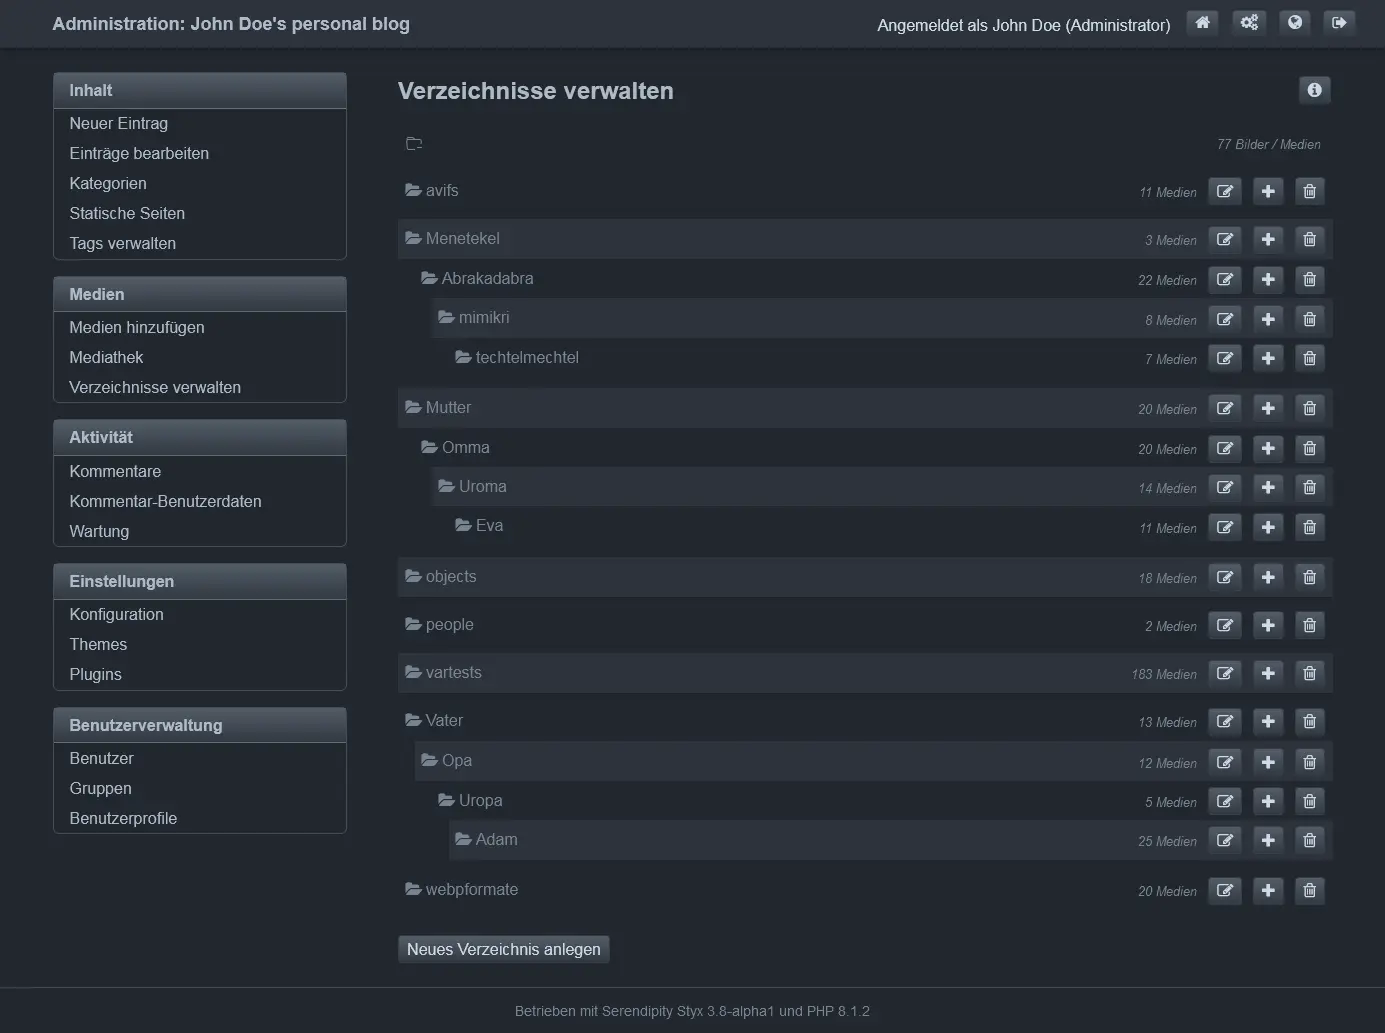 Administration: John Doe's personal blog
Angemeldet als John Doe (Administrator)
Inhalt
Neuer Eintrag
Einträge bearbeiten
Kategorien
Statische Seiten
Tags verwalten
Medien
Medien hinzufügen
Mediathek
Verzeichnisse verwalten
Aktivität
Kommentare
Kommentar-Benutzerdaten
Wartung
Einstellungen
Konfiguration
Themes
Plugins
Benutzerverwaltung
Benutzer
Gruppen
Benutzerprofile
Verzeichnisse verwalten
77 Bilder / Medien
avifs 11 Medien
Menetekel 3 Medien
Abrakadabra 22 Medien
mimikri 8 Medien
techtelmechtel 7 Medien
Mutter 20 Medien
Omma 20 Medien
Uroma 14 Medien
Eva 11 Medien
objects 18 Medien
people 2 Medien
vartests 183 Medien
Vater 13 Medien
Opa 12 Medien
Uropa 5 Medien
Adam 25 Medien
webpformate 20 Medien
Neues Verzeichnis anlegen
Betrieben mit Serendipity Styx 3.8-alpha1 und PHP 8.1.2